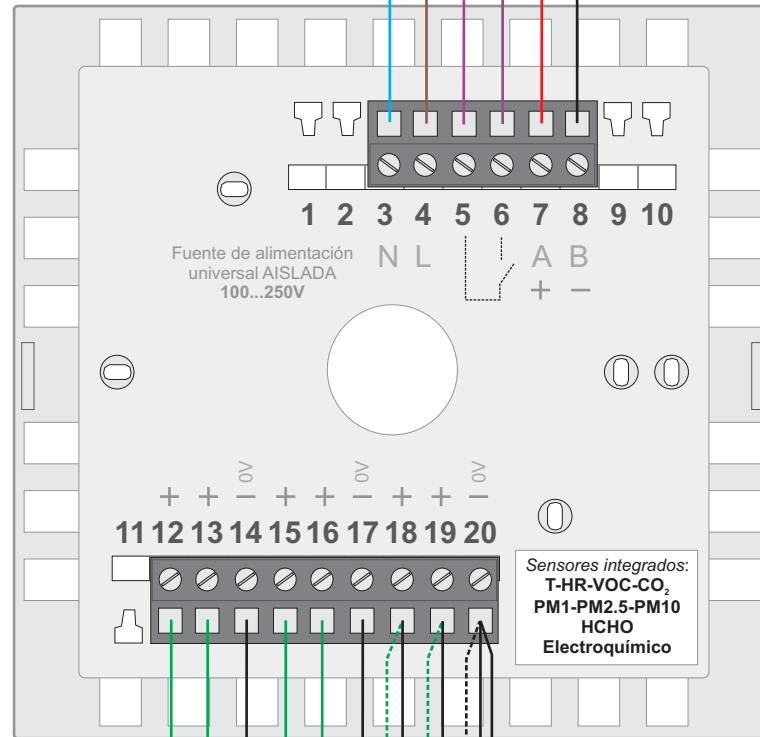 1 2 3 4 5 6 7 8 9 10
Fuente de alimentación
universal AISLADA
100...250V
N L A B
+ −
+ + − + + − + + −
0V 0V 0V
11 12 13 14 15 16 17 18 19 20
Sensores integrados:
T-HR-VOC-CO₂
PM1-PM2.5-PM10
HCHO
Electroquímico